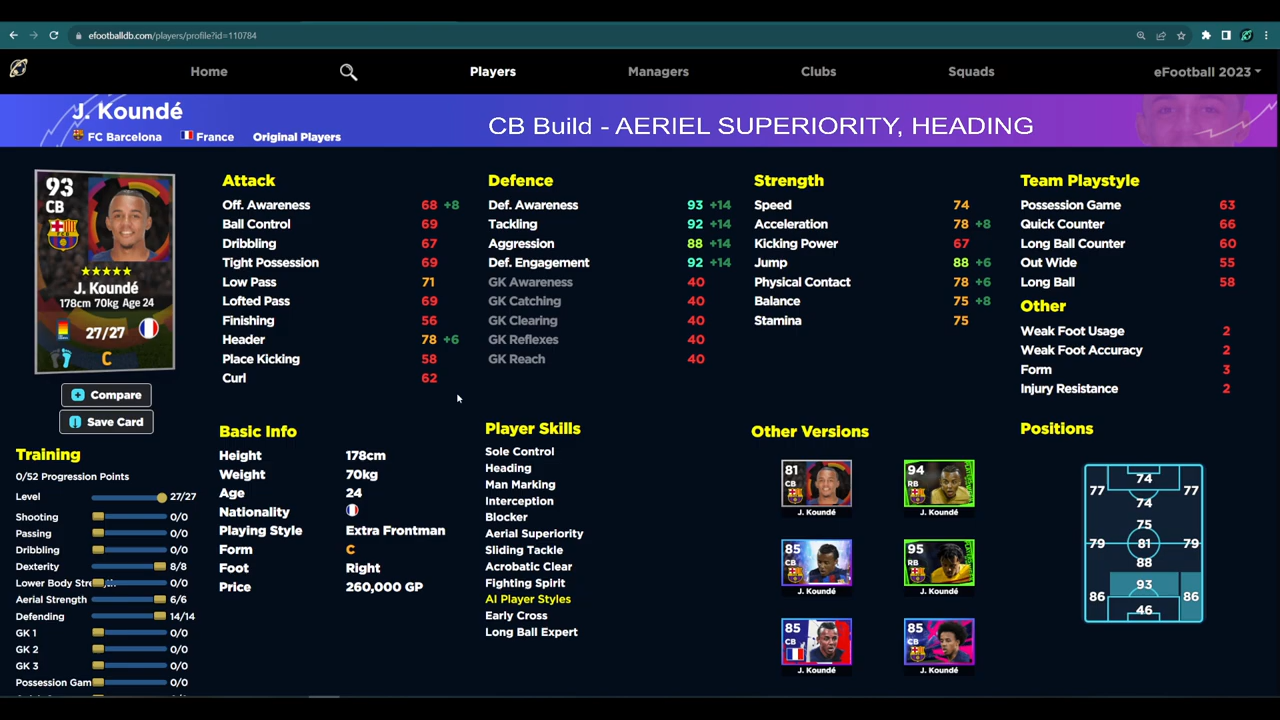 efootballdb.com/players/profile?id=110784
Home Players Managers Clubs Squads eFootball 2023
J. Koundé
FC Barcelona France Original Players
CB Build - AERIEL SUPERIORITY, HEADING
93
CB
J. Koundé
178cm 70kg Age 24
27/27
C
Compare
Save Card
Attack
Off. Awareness 68 +8
Ball Control 69
Dribbling 67
Tight Possession 69
Low Pass 71
Lofted Pass 69
Finishing 56
Header 78 +6
Place Kicking 58
Curl 62
Defence
Def. Awareness 93 +14
Tackling 92 +14
Aggression 88 +14
Def. Engagement 92 +14
GK Awareness 40
GK Catching 40
GK Clearing 40
GK Reflexes 40
GK Reach 40
Strength
Speed 74
Acceleration 78 +8
Kicking Power 67
Jump 88 +6
Physical Contact 78 +6
Balance 75 +8
Stamina 75
Team Playstyle
Possession Game 63
Quick Counter 66
Long Ball Counter 60
Out Wide 55
Long Ball 58
Other
Weak Foot Usage 2
Weak Foot Accuracy 2
Form 3
Injury Resistance 2
Training
0/52 Progression Points
Level 27/27
Shooting 0/0
Passing 0/0
Dribbling 0/0
Dexterity 8/8
Lower Body Stre 0/0
Aerial Strength 6/6
Defending 14/14
GK 1 0/0
GK 2 0/0
GK 3 0/0
Possession Gam 0/0
Basic Info
Height 178cm
Weight 70kg
Age 24
Nationality
Playing Style Extra Frontman
Form C
Foot Right
Price 260,000 GP
Player Skills
Sole Control
Heading
Man Marking
Interception
Blocker
Aerial Superiority
Sliding Tackle
Acrobatic Clear
Fighting Spirit
AI Player Styles
Early Cross
Long Ball Expert
Other Versions
81
CB
J. Koundé
94
RB
J. Koundé
85
CB
J. Koundé
95
RB
J. Koundé
85
CB
J. Koundé
85
CB
J. Koundé
Positions
74
77 77
74
75
79 81 79
88
93
86 86
46